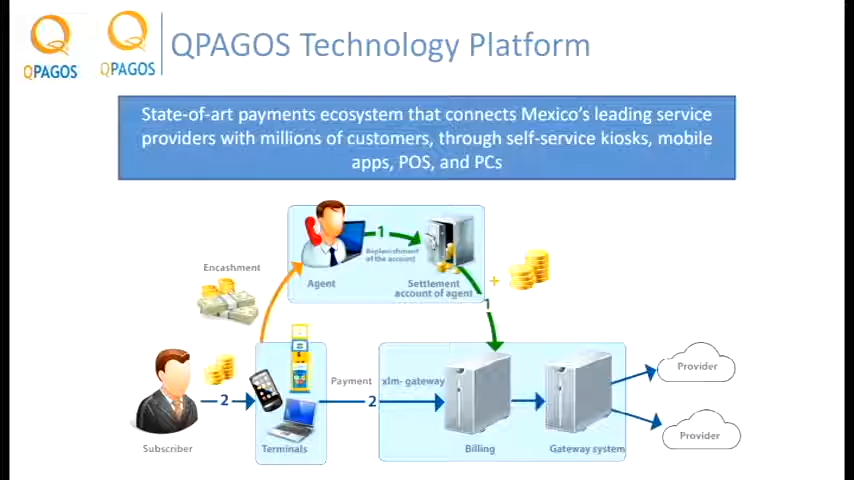 QPAGOS
QPAGOS
QPAGOS Technology Platform
State-of-art payments ecosystem that connects Mexico's leading service
providers with millions of customers, through self-service kiosks, mobile
apps, POS, and PCs
1
Replenishment
of the account
Encashment
Agent
Settlement
account of agent
+
1
Payment
xlm- gateway
2
2
Provider
Provider
Subscriber
Terminals
Billing
Gateway system